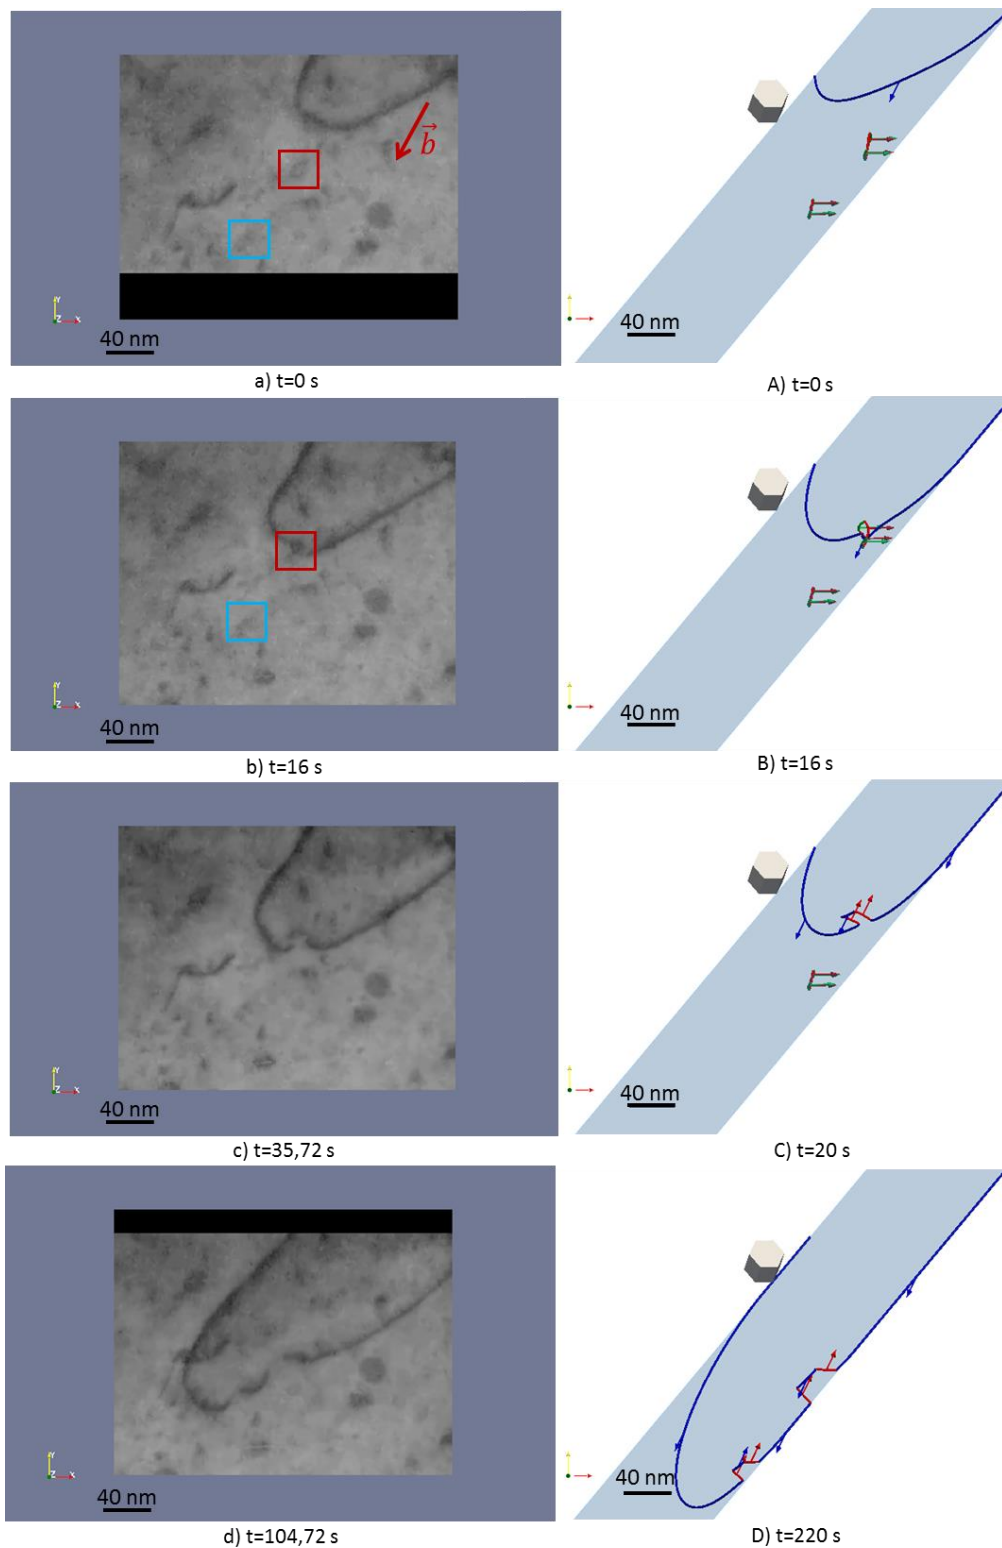 b
Y
Z X
40 nm
40 nm
a) t=0 s
A) t=0 s
Y
Z X
40 nm
40 nm
b) t=16 s
B) t=16 s
Y
Z X
40 nm
40 nm
c) t=35,72 s
C) t=20 s
Y
Z X
40 nm
40 nm
d) t=104,72 s
D) t=220 s